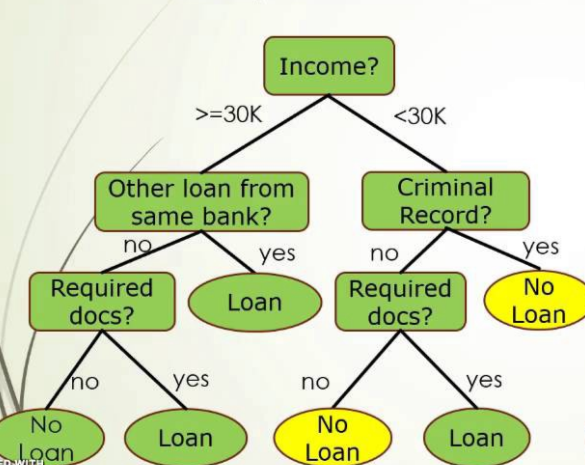 Income?
>=30K
<30K
Other loan from
same bank?
Criminal
Record?
no
yes
no
yes
Required
docs?
Loan
Required
docs?
No
Loan
no
yes
no
yes
No
Loan
Loan
No
Loan
Loan
WITH